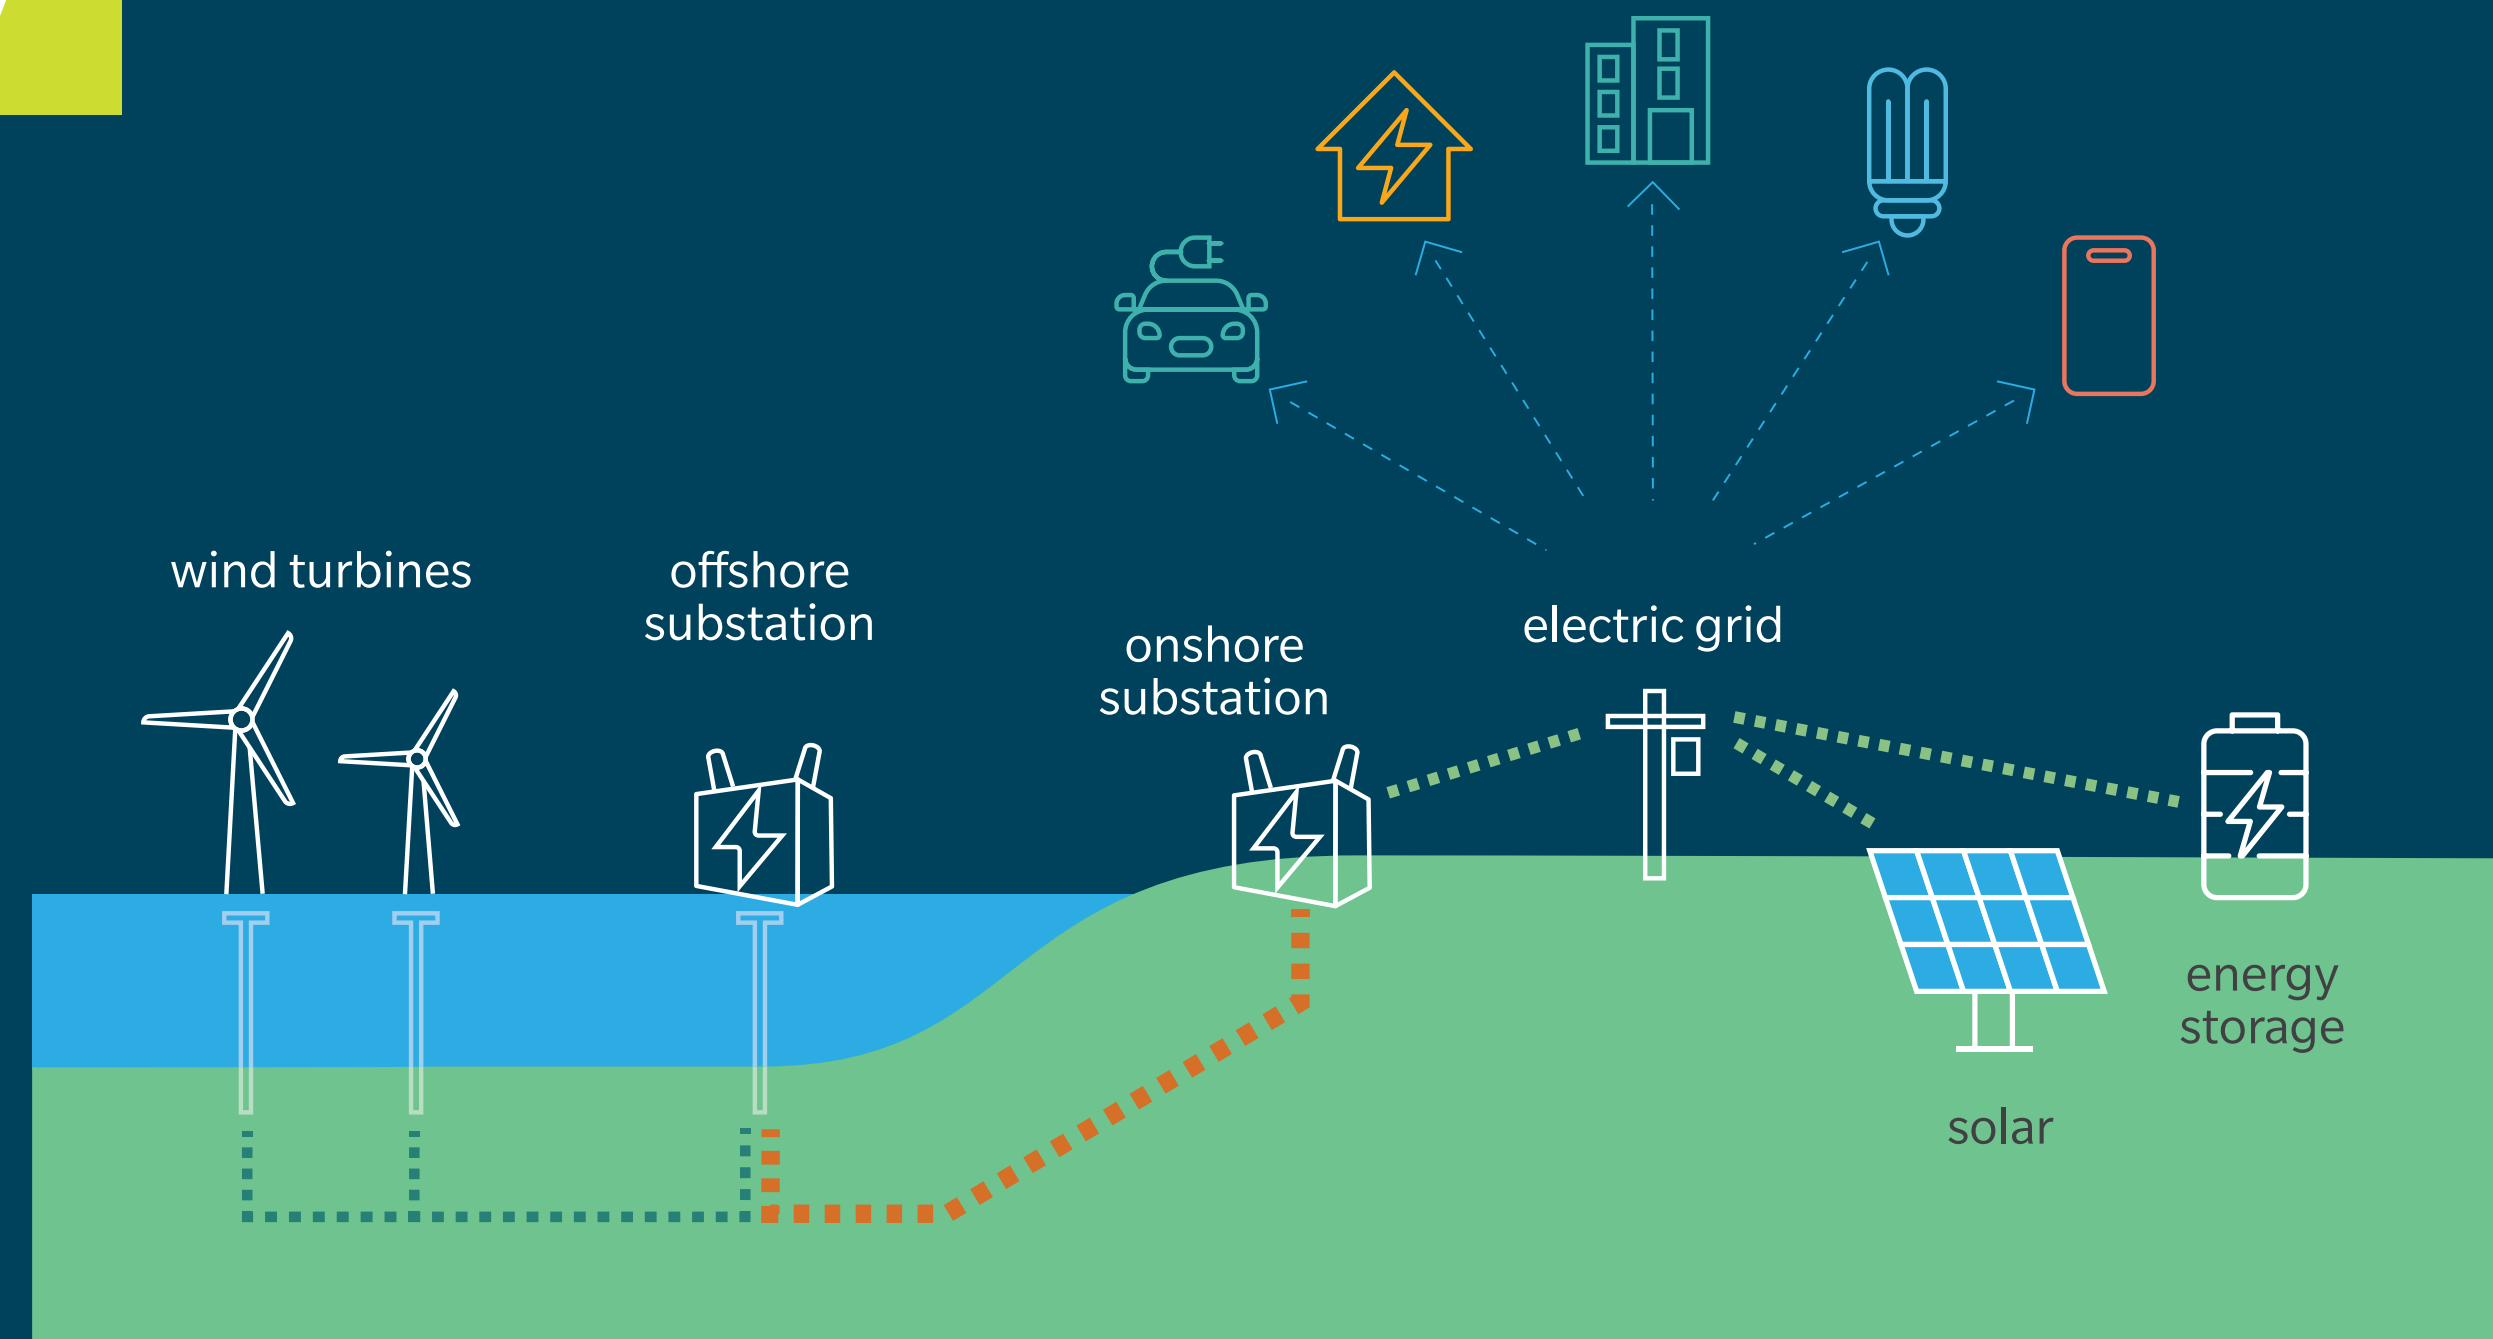 wind turbines
offshore
substation
onshore
substation
electric grid
energy
storage
solar